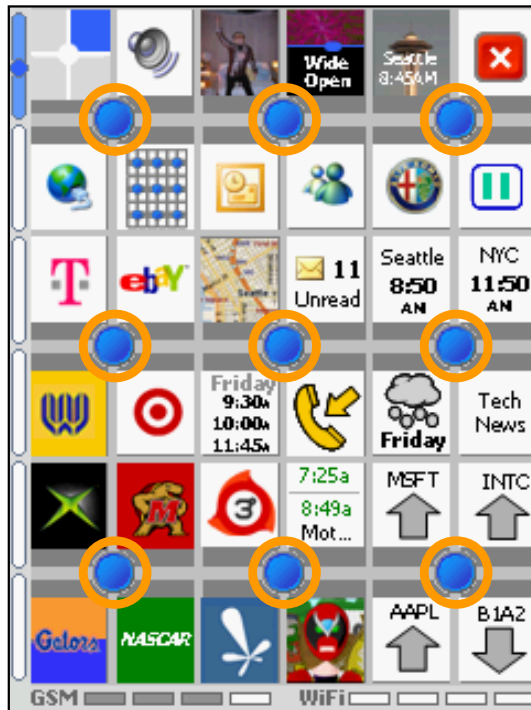 Wide
Open
Seattle
8:45AM
T
ebaY
11
Unread
Seattle
8:50
AM
NYC
11:50
AM
Friday
9:30A
10:00A
11:45A
Friday
Tech
News
M
3
7:25a
8:49a
Mot...
MSFT
INTC
Gators
NASCAR
AAPL
B1A2
GSM
WiFi